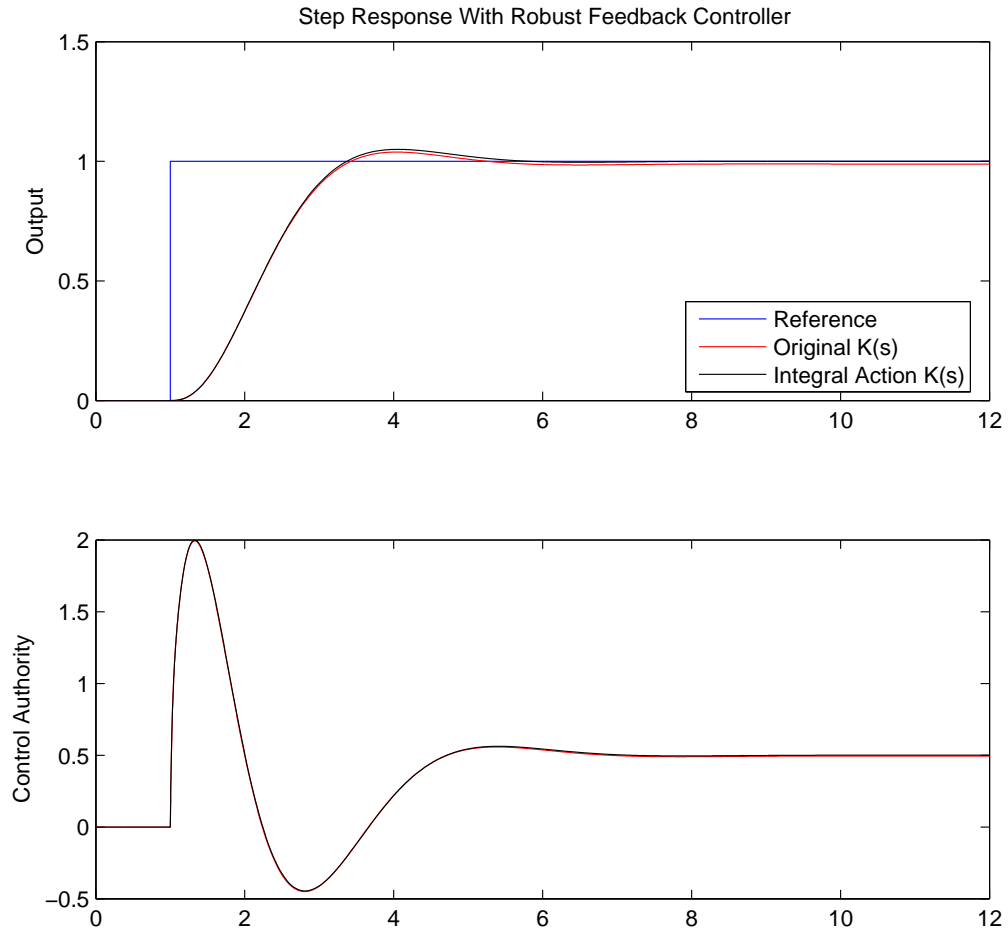 Step Response With Robust Feedback Controller
1.5
1
0.5
0
Output
Reference
Original K(s)
Integral Action K(s)
0 2 4 6 8 10 12
2
1.5
1
0.5
0
−0.5
Control Authority
0 2 4 6 8 10 12